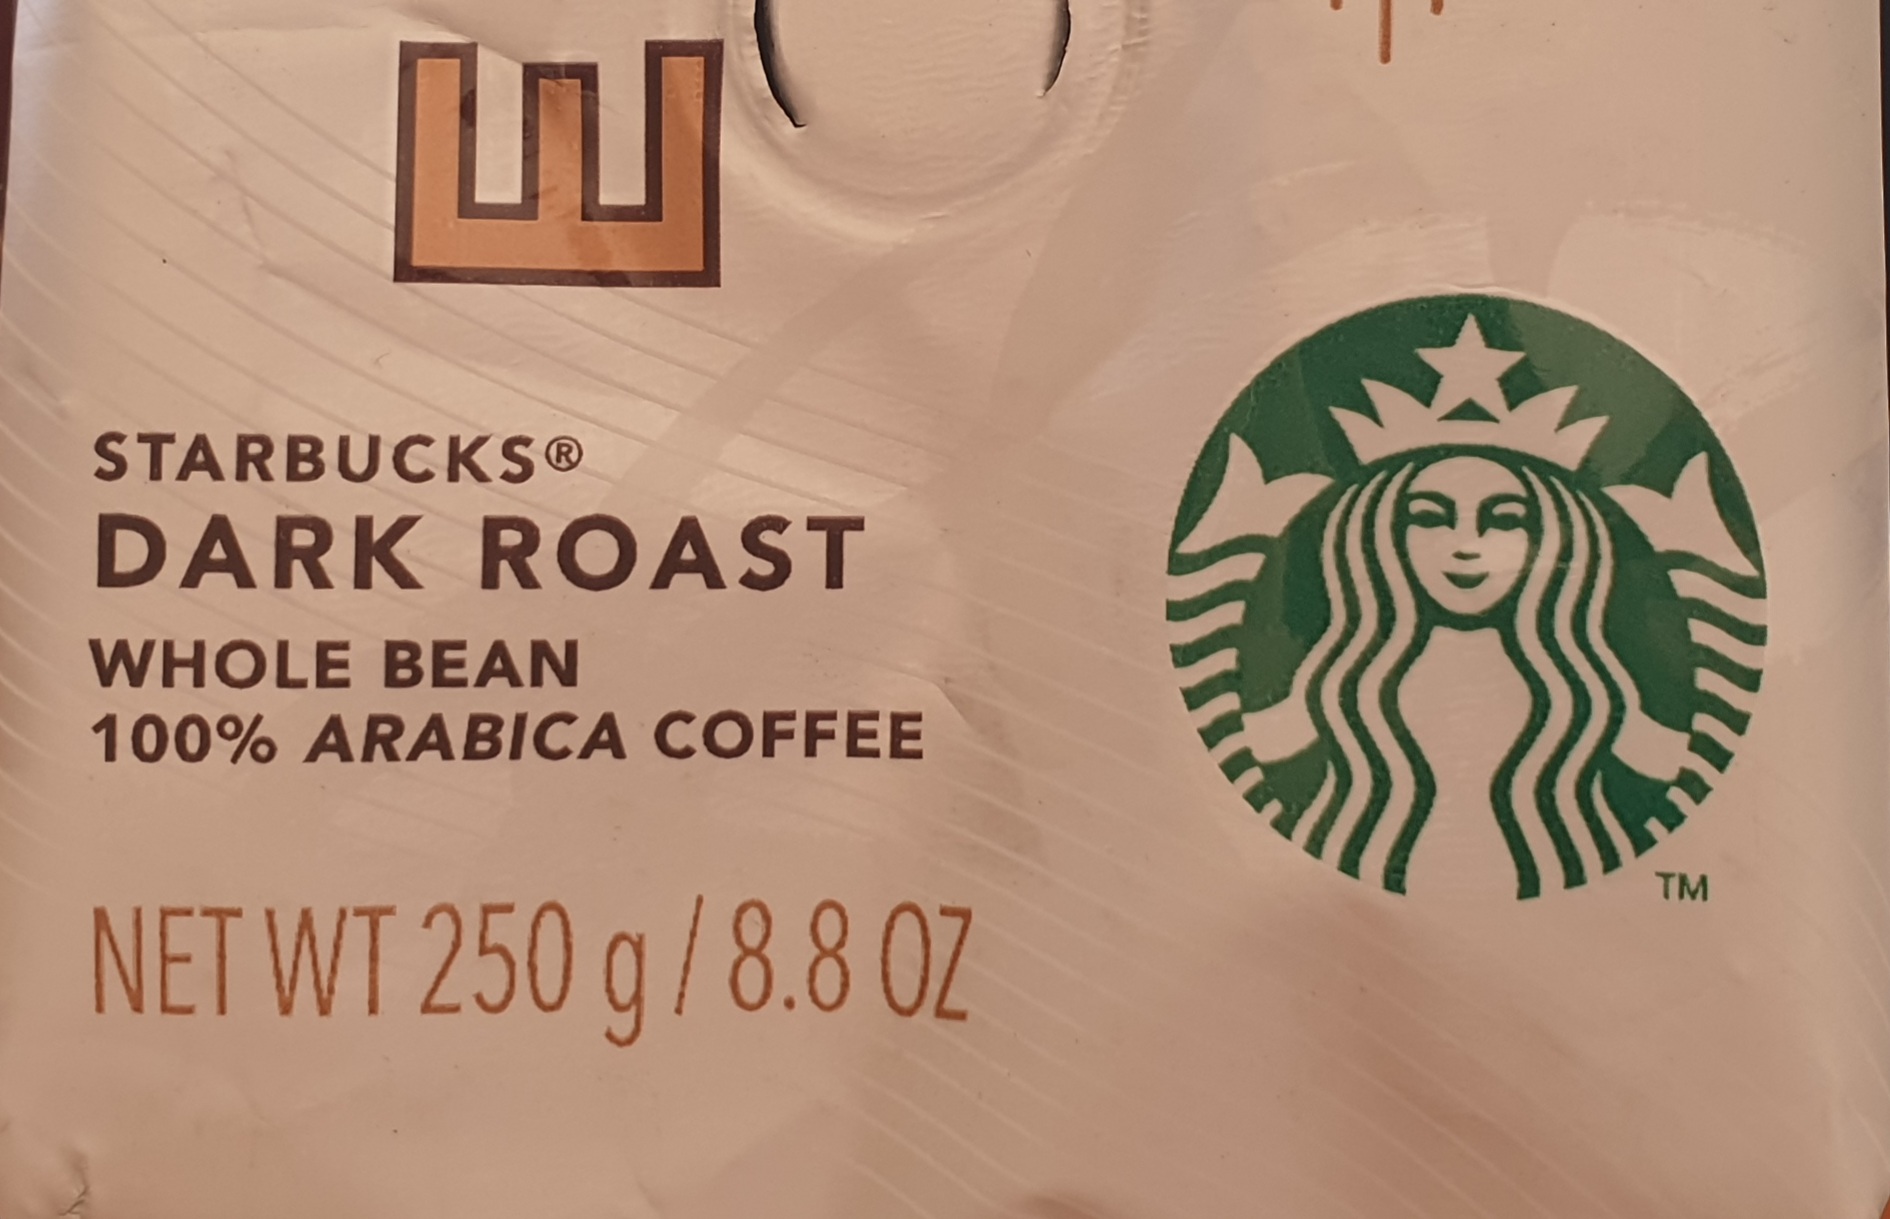 E
STARBUCKS®
DARK ROAST
WHOLE BEAN
100% ARABICA COFFEE
NET WT 250 g / 8.8 OZ
TM